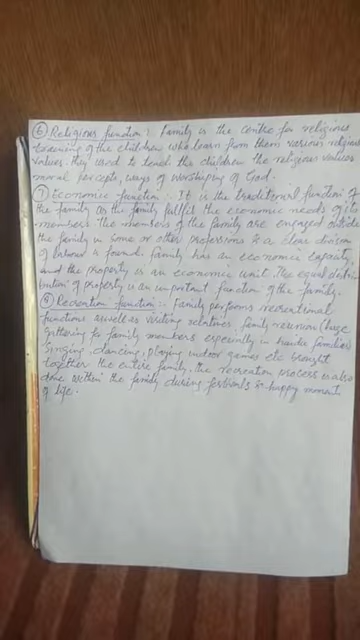 ⑥ Religious function: Family is the centre for religious
training of the children who learn from them various religious
values. they used to teach the children the religious values
moral percepts, ways of worshiping of God.
⑦ Economic function:- It is the traditional function of
the family as the family fulfils the economic needs of its
members. The members of the family are engaged outside
the family in some or other professions & a clear division
of labour is found. Family has an economic capacity
and the property is an economic unit. The equal distri-
bution of property is an important function of the family.
⑧ Recreation function:- Family performs recreational
functions as well as visiting relatives, family reunion (huge
gathering for family members especially in families
Singing, dancing, playing indoor games etc brought
together the entire family. the recreation process is also
done within the family during festivals & happy moment
of life.